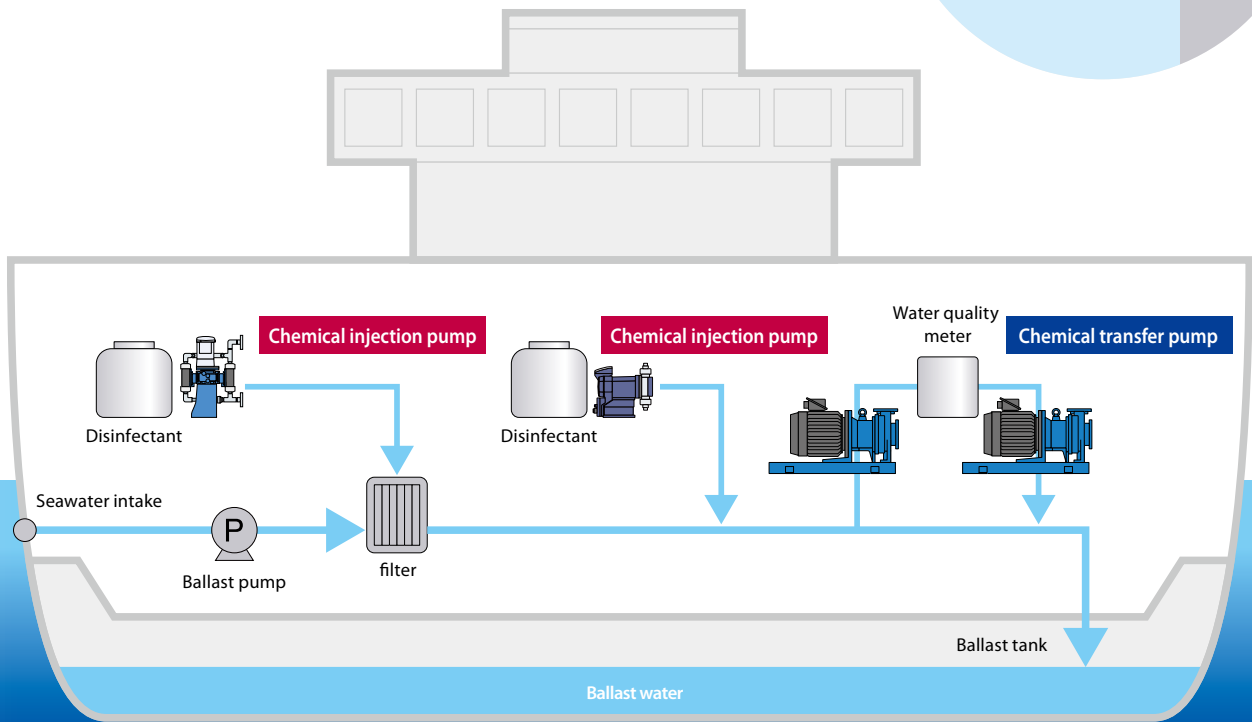 Water quality
meter
Chemical injection pump
Chemical injection pump
Chemical transfer pump
Disinfectant
Disinfectant
Seawater intake
P
Ballast pump
filter
Ballast tank
Ballast water